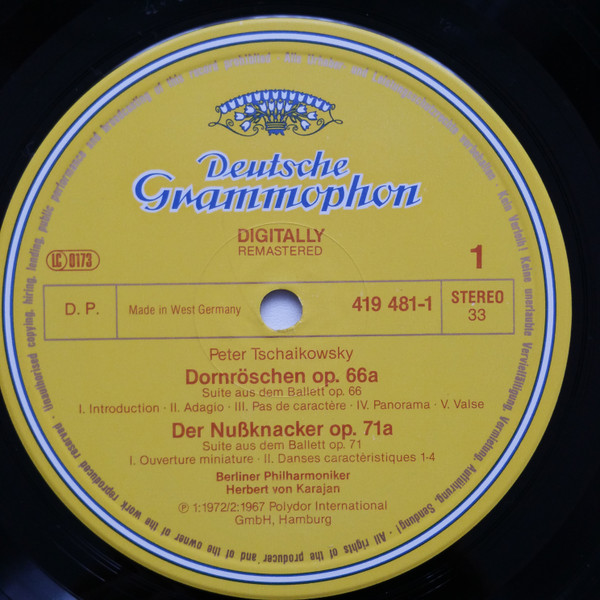 Deutsche
Grammophon
DIGITALLY
REMASTERED
LC 0173
1
D. P.
Made in West Germany
419 481-1
STEREO
33
Peter Tschaikowsky
Dornröschen op. 66a
Suite aus dem Ballett op. 66
I. Introduction · II. Adagio · III. Pas de caractère · IV. Panorama · V. Valse
Der Nußknacker op. 71a
Suite aus dem Ballett op. 71
I. Ouverture miniature · II. Danses caractéristiques 1-4
Berliner Philharmoniker
Herbert von Karajan
℗ 1:1972/2:1967 Polydor International
GmbH, Hamburg
Kein Verleih! · Keine unerlaubte Vervielfältigung, Vermietung, Aufführung, Sendung! · All rights of the producer and of the owner of the work reproduced reserved · Unauthorised copying, hiring, lending, public performance and broadcasting of this record prohibited